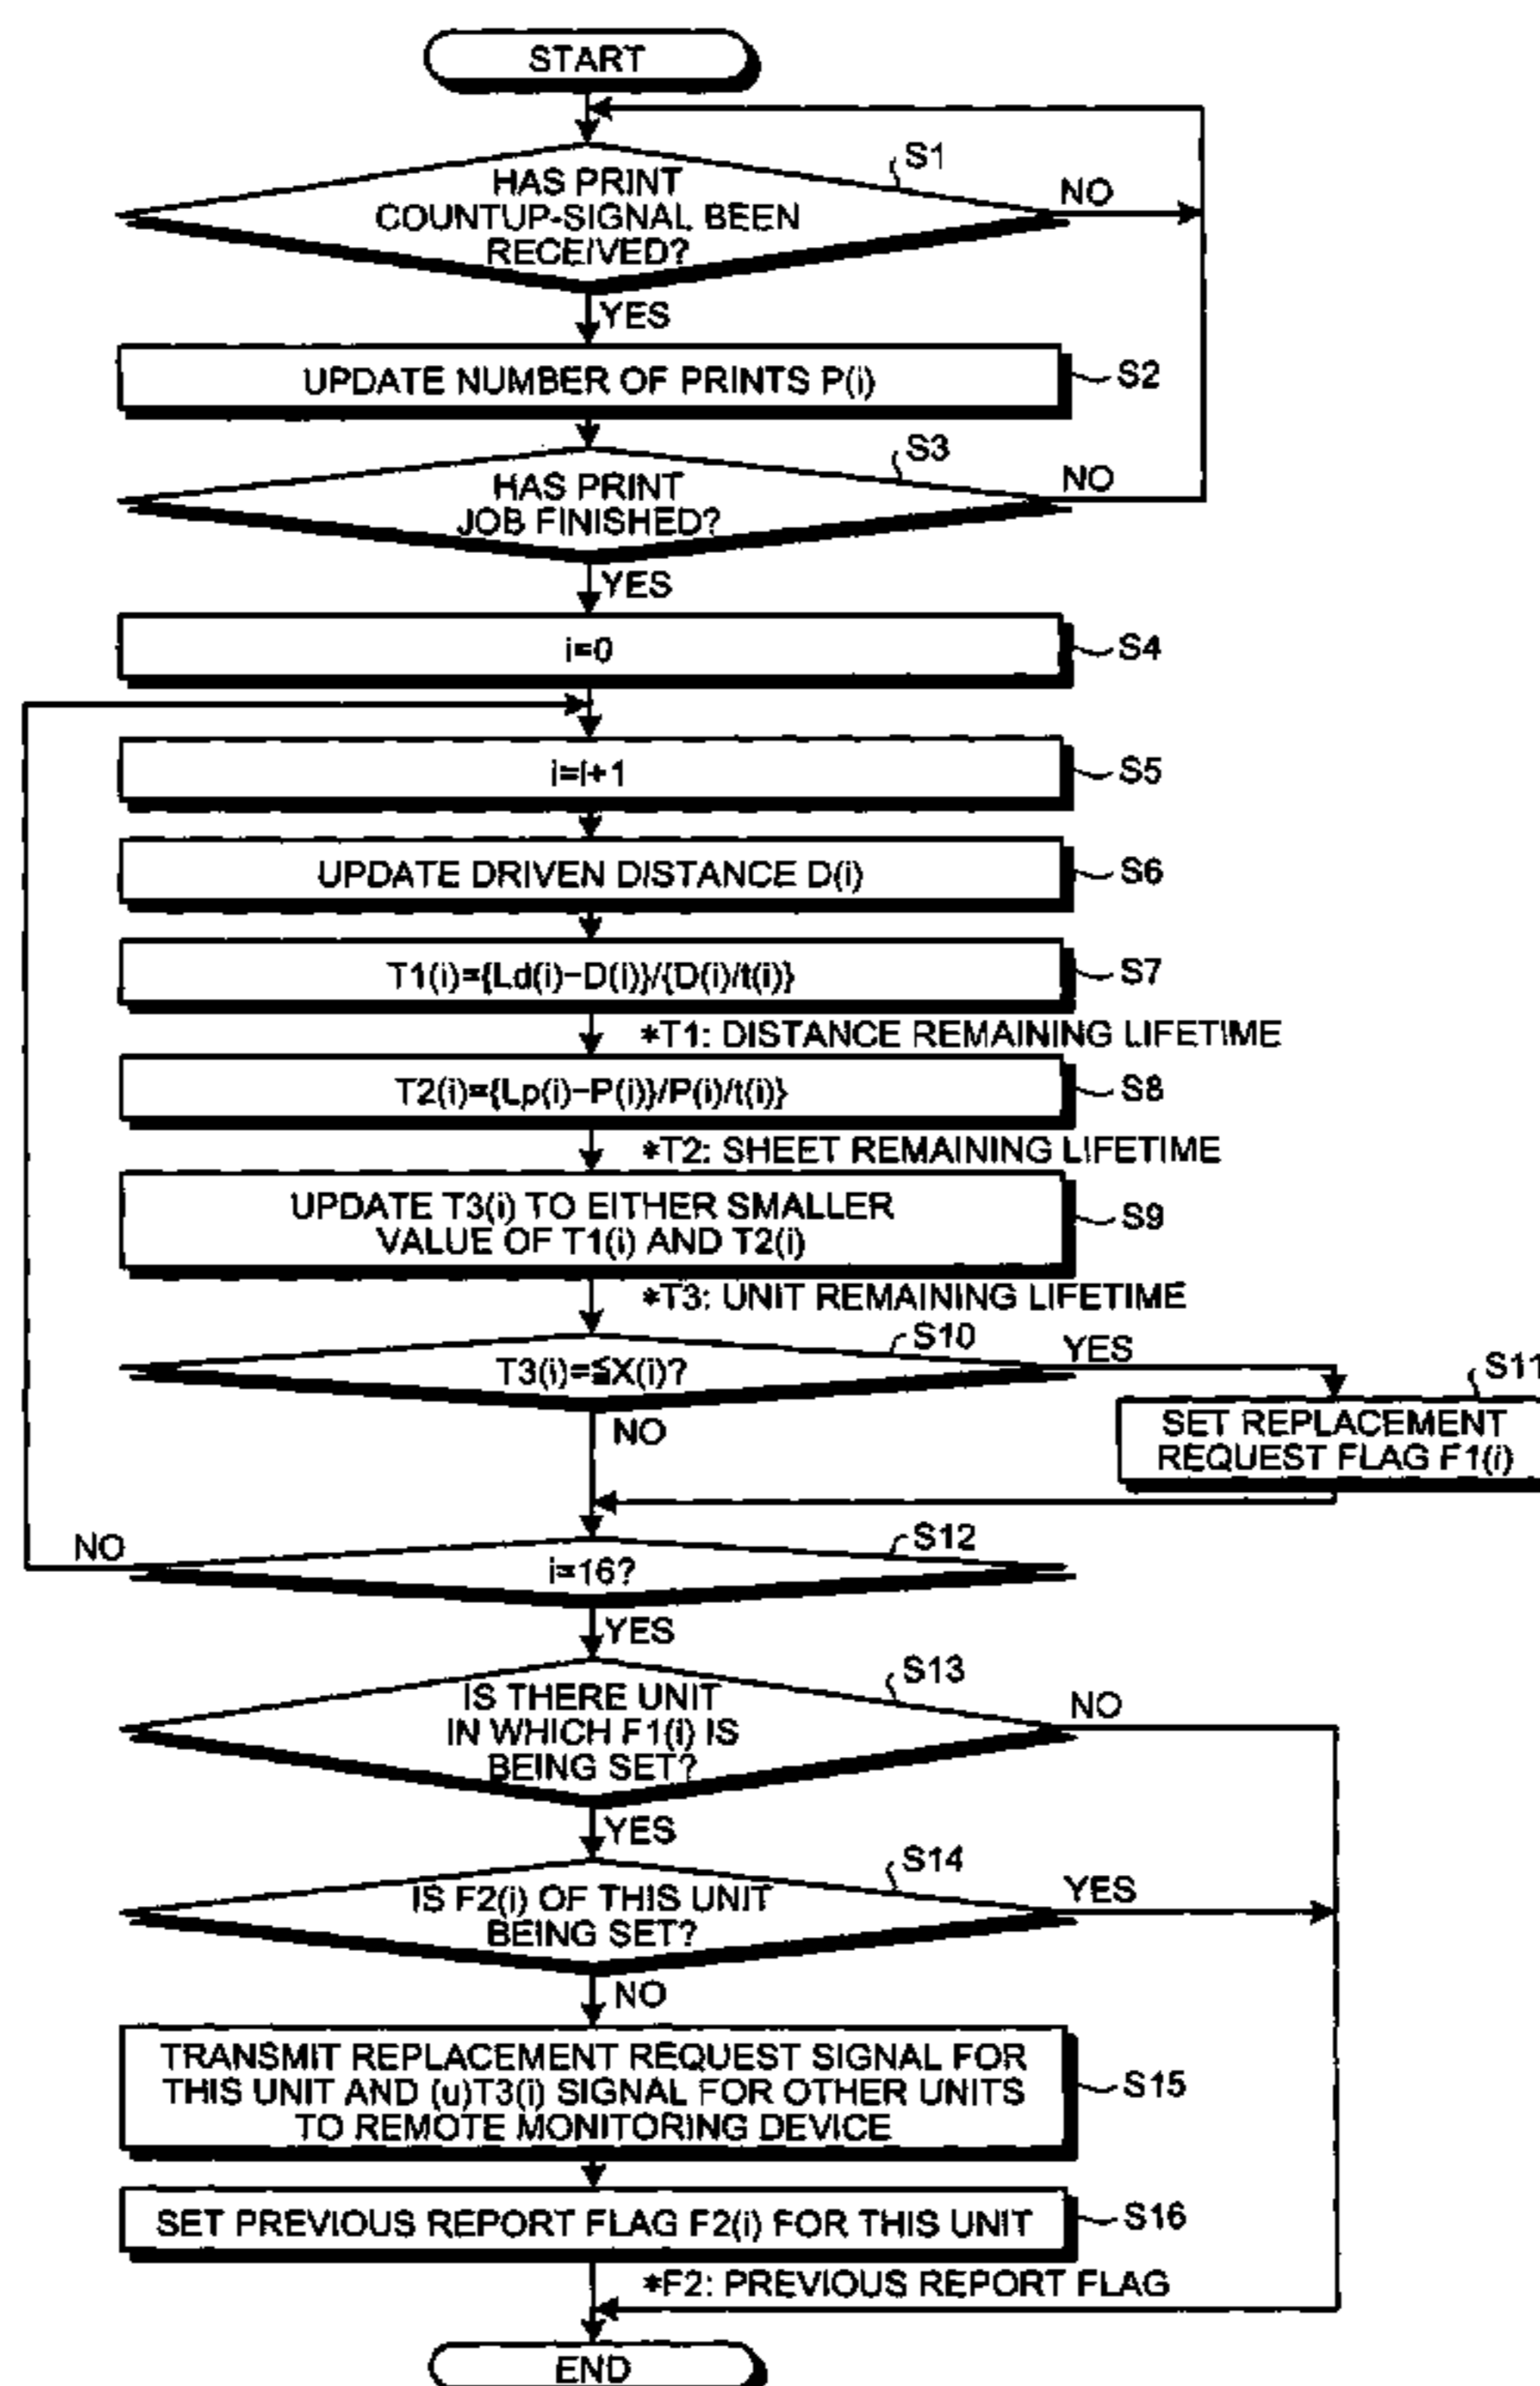 START
S1
HAS PRINT
COUNTUP-SIGNAL BEEN
RECEIVED?
NO
YES
UPDATE NUMBER OF PRINTS P(i)
S2
S3
HAS PRINT
JOB FINISHED?
NO
YES
i=0
S4
i=i+1
S5
UPDATE DRIVEN DISTANCE D(i)
S6
T1(i)={Ld(i)−D(i)}/{D(i)/t(i)}
S7
*T1: DISTANCE REMAINING LIFETIME
T2(i)={Lp(i)−P(i)}/P(i)/t(i)}
S8
*T2: SHEET REMAINING LIFETIME
UPDATE T3(i) TO EITHER SMALLER
VALUE OF T1(i) AND T2(i)
S9
*T3: UNIT REMAINING LIFETIME
S10
T3(i)=≦X(i)?
YES
S11
SET REPLACEMENT
REQUEST FLAG F1(i)
NO
S12
NO
i=16?
YES
S13
IS THERE UNIT
IN WHICH F1(i) IS
BEING SET?
NO
YES
S14
IS F2(i) OF THIS UNIT
BEING SET?
YES
NO
TRANSMIT REPLACEMENT REQUEST SIGNAL FOR
THIS UNIT AND (u)T3(i) SIGNAL FOR OTHER UNITS
TO REMOTE MONITORING DEVICE
S15
SET PREVIOUS REPORT FLAG F2(i) FOR THIS UNIT
S16
*F2: PREVIOUS REPORT FLAG
END